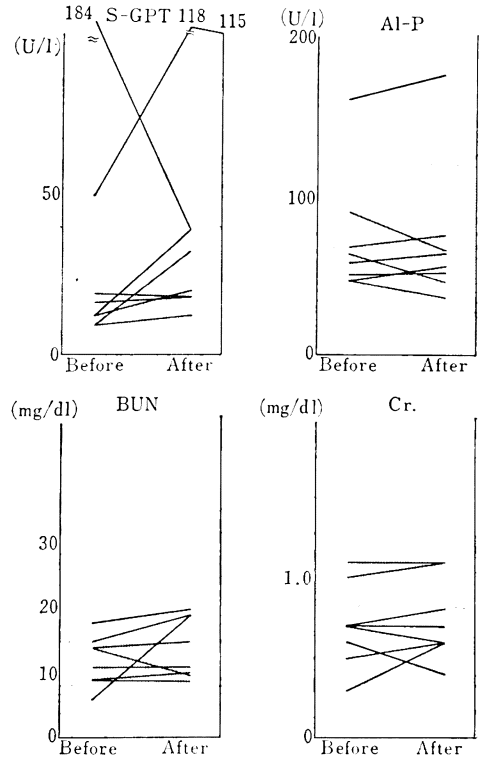 184 S-GPT 118 115
(U/l)
50
0
Before After
(U/l) Al-P
200
100
0
Before After
(mg/dl) BUN
30
20
10
0
Before After
(mg/dl) Cr.
1.0
0
Before After